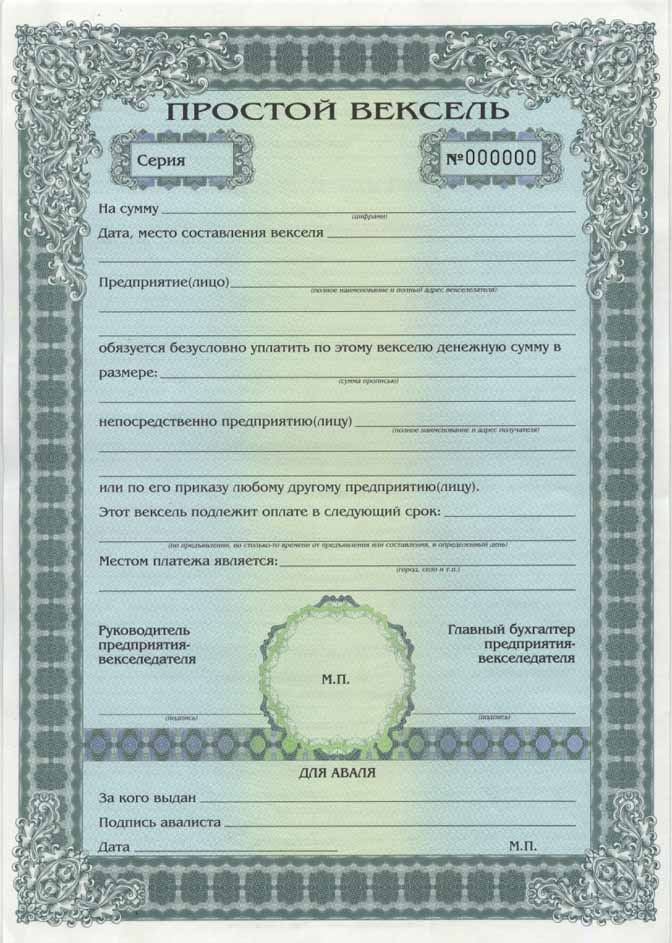 ПРОСТОЙ ВЕКСЕЛЬ
Серия
№000000
На сумму
(цифрами)
Дата, место составления векселя
Предприятие(лицо)
(полное наименование и полный адрес векселедателя)
обязуется безусловно уплатить по этому векселю денежную сумму в
размере:
(сумма прописью)
непосредственно предприятию(лицу)
(полное наименование и адрес получателя)
или по его приказу любому другому предприятию(лицу).
Этот вексель подлежит оплате в следующий срок:
(по предъявлении, во столько-то времени от предъявления или составления, в определенный день)
Местом платежа является:
(город, село и т.п.)
Руководитель
предприятия-
векселедателя
Главный бухгалтер
предприятия-
векселедателя
М.П.
(подпись)
(подпись)
ДЛЯ АВАЛЯ
За кого выдан
Подпись авалиста
Дата
М.П.